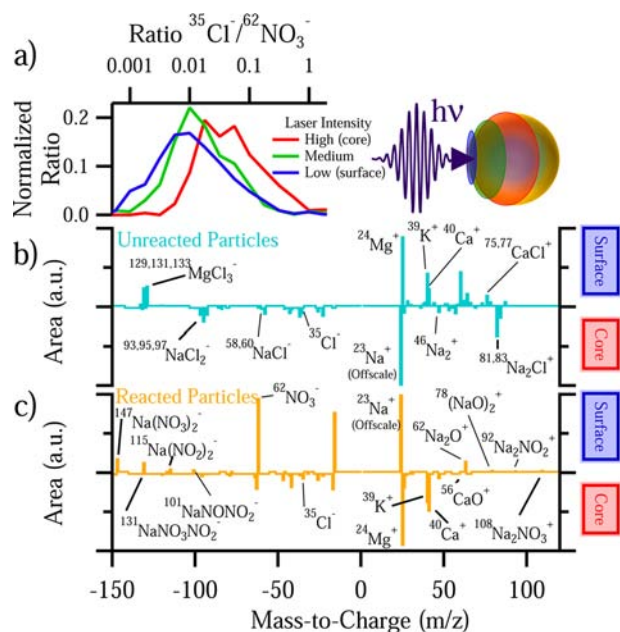 Ratio ³⁵Cl⁻/⁶²NO₃⁻
a)
0.001 0.01 0.1 1
0.2
0.1
0.0
Normalized
Ratio
Laser Intensity
High (core)
Medium
Low (surface)
hν
b)
Unreacted Particles
Area (a.u.)
¹²⁹,¹³¹,¹³³MgCl₃⁻
⁹³,⁹⁵,⁹⁷NaCl₂⁻
⁵⁸,⁶⁰NaCl⁻
³⁵Cl⁻
²⁴Mg⁺
³⁹K⁺
⁴⁰Ca⁺
⁷⁵,⁷⁷CaCl⁺
²³Na⁺
(Offscale)
⁴⁶Na₂⁺
⁸¹,⁸³Na₂Cl⁺
Surface
Core
c)
Reacted Particles
Area (a.u.)
¹⁴⁷Na(NO₃)₂⁻
¹¹⁵Na(NO₂)₂⁻
¹³¹NaNO₃NO₂⁻
¹⁰¹NaNONO₂⁻
⁶²NO₃⁻
³⁵Cl⁻
²³Na⁺
(Offscale)
²⁴Mg⁺
³⁹K⁺
⁴⁰Ca⁺
⁶²Na₂O⁺
⁷⁸(NaO)₂⁺
⁹²Na₂NO₂⁺
⁵⁶CaO⁺
¹⁰⁸Na₂NO₃⁺
Surface
Core
-150 -100 -50 0 50 100
Mass-to-Charge (m/z)